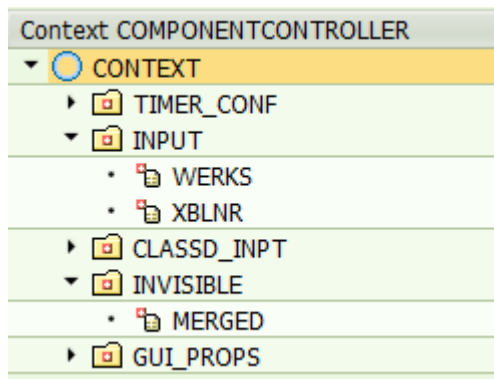 Context COMPONENTCONTROLLER
CONTEXT
TIMER_CONF
INPUT
WERKS
XBLNR
CLASSD_INPT
INVISIBLE
MERGED
GUI_PROPS